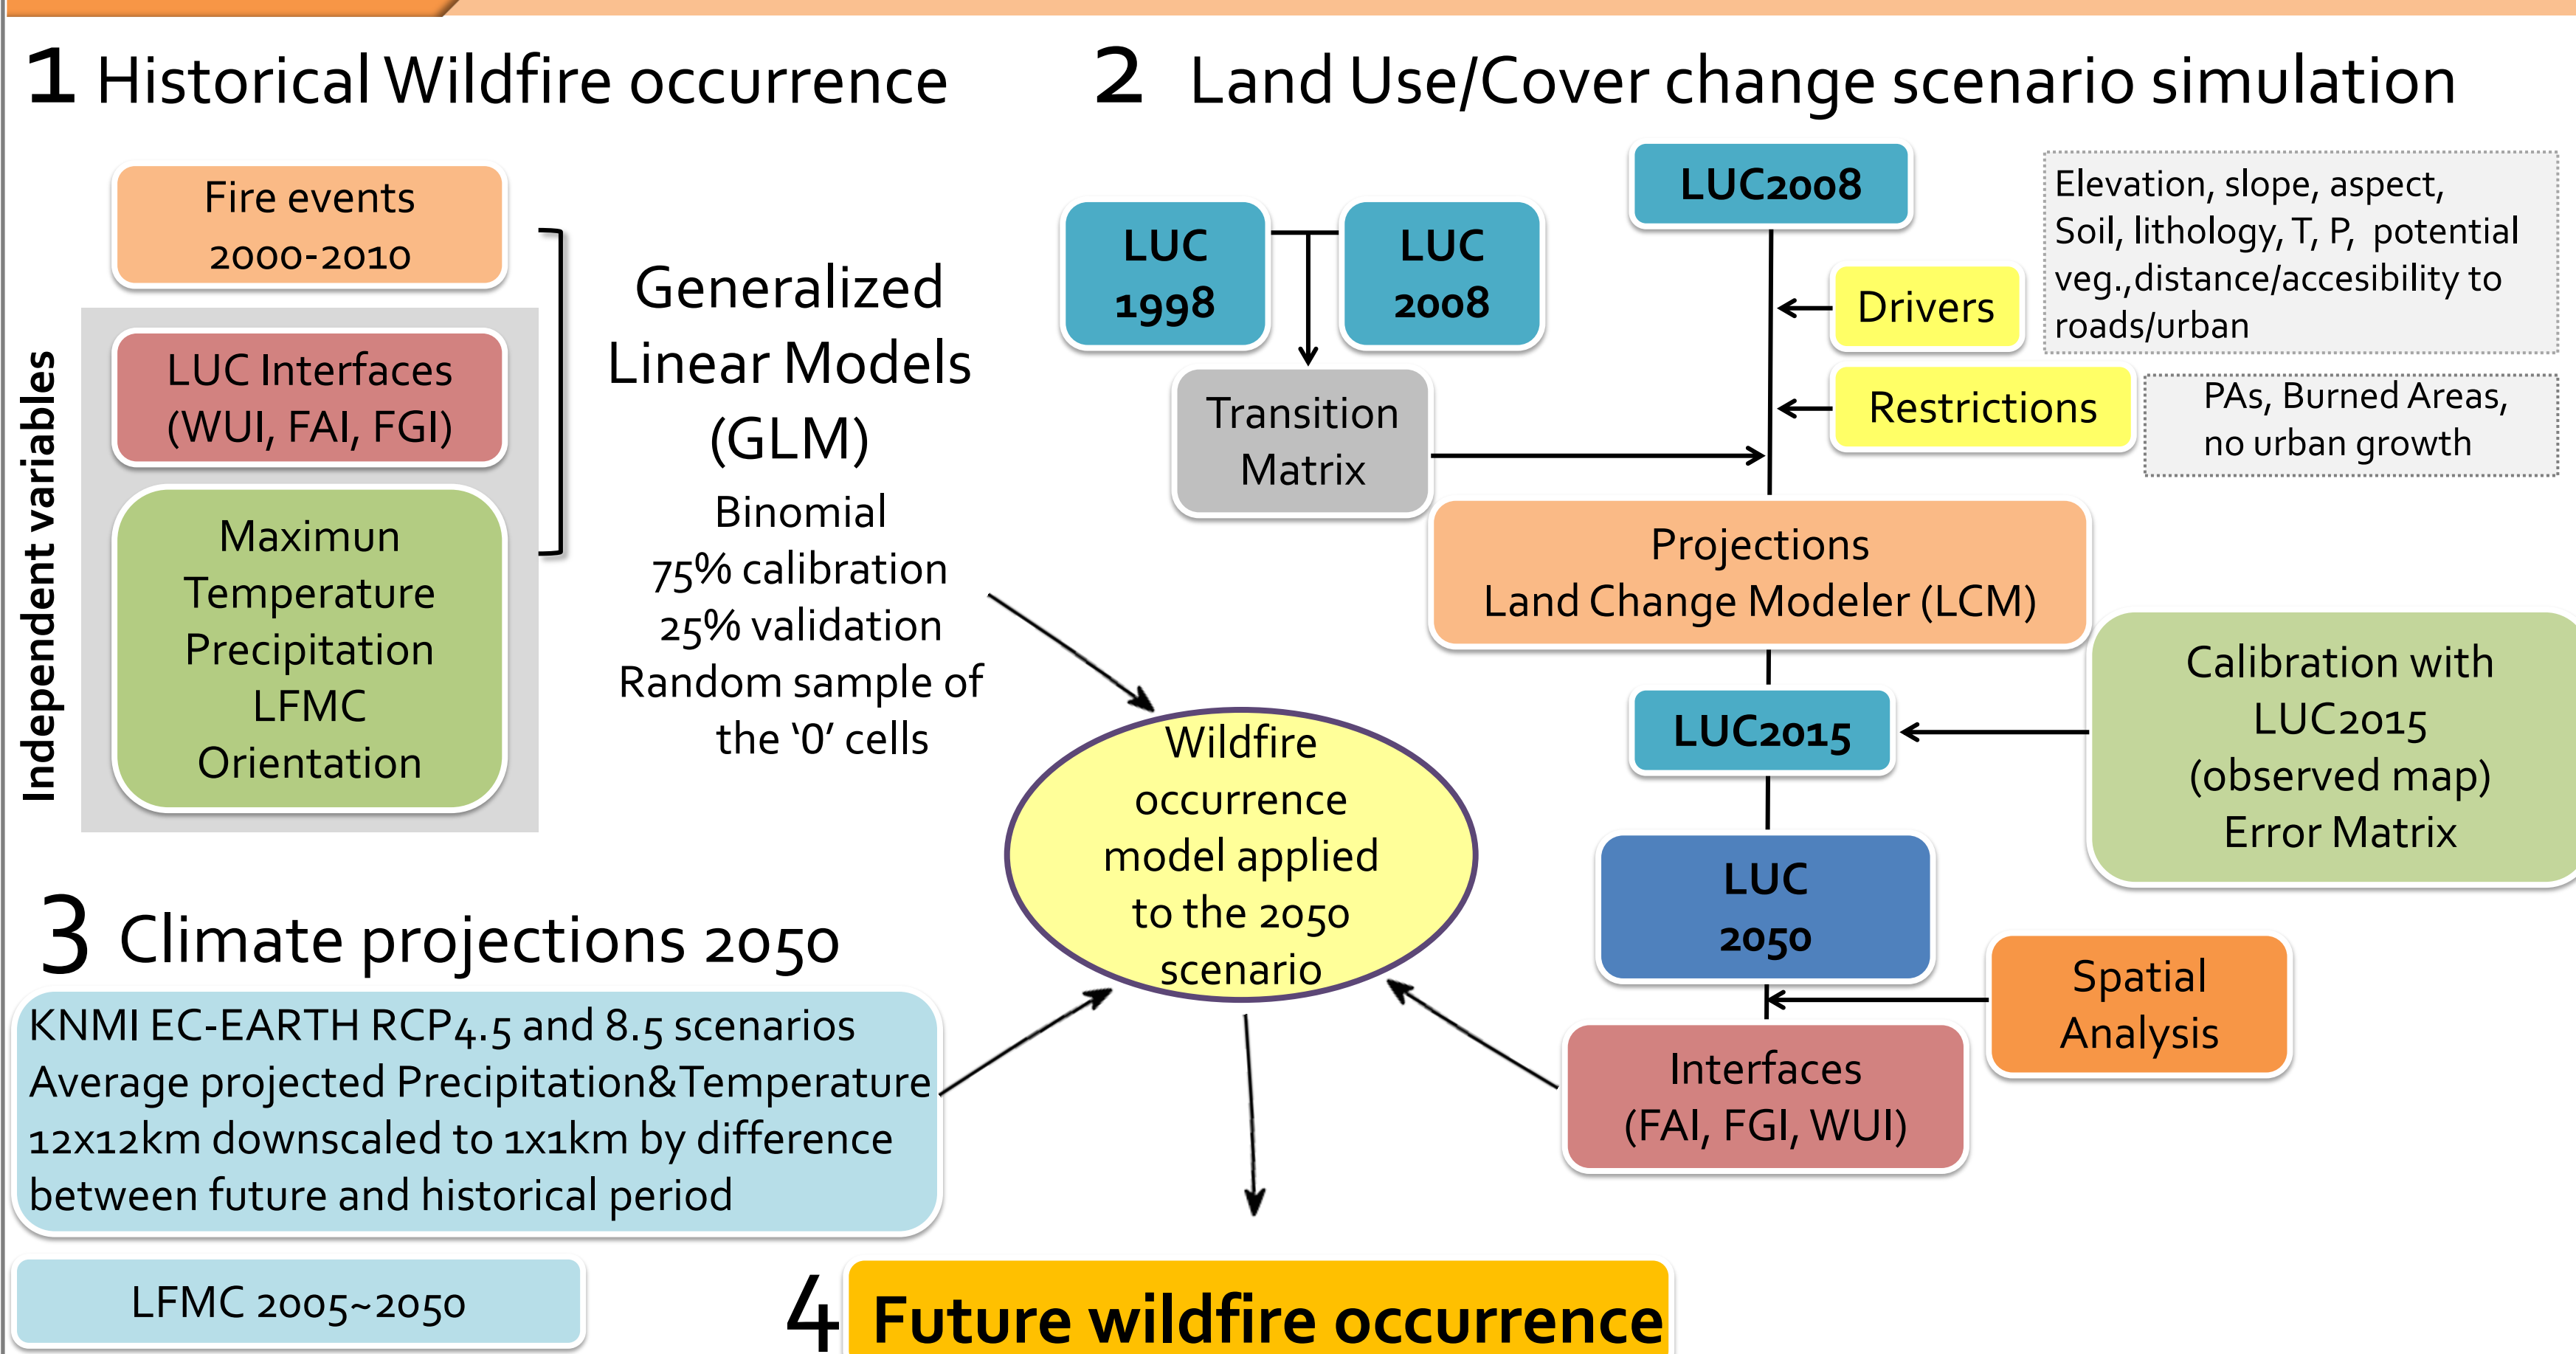 1 Historical Wildfire occurrence
Fire events
2000-2010
Independent variables
LUC Interfaces
(WUI, FAI, FGI)
Maximun
Temperature
Precipitation
LFMC
Orientation
Generalized
Linear Models
(GLM)
Binomial
75% calibration
25% validation
Random sample of
the ‘0’ cells
2 Land Use/Cover change scenario simulation
LUC
1998
LUC
2008
Transition
Matrix
LUC2008
Drivers
Elevation, slope, aspect,
Soil, lithology, T, P, potential
veg.,distance/accesibility to
roads/urban
Restrictions
PAs, Burned Areas,
no urban growth
Projections
Land Change Modeler (LCM)
LUC2015
Calibration with
LUC2015
(observed map)
Error Matrix
LUC
2050
Spatial
Analysis
Interfaces
(FAI, FGI, WUI)
Wildfire
occurrence
model applied
to the 2050
scenario
3 Climate projections 2050
KNMI EC-EARTH RCP4.5 and 8.5 scenarios
Average projected Precipitation&Temperature
12x12km downscaled to 1x1km by difference
between future and historical period
LFMC 2005~2050
4 Future wildfire occurrence